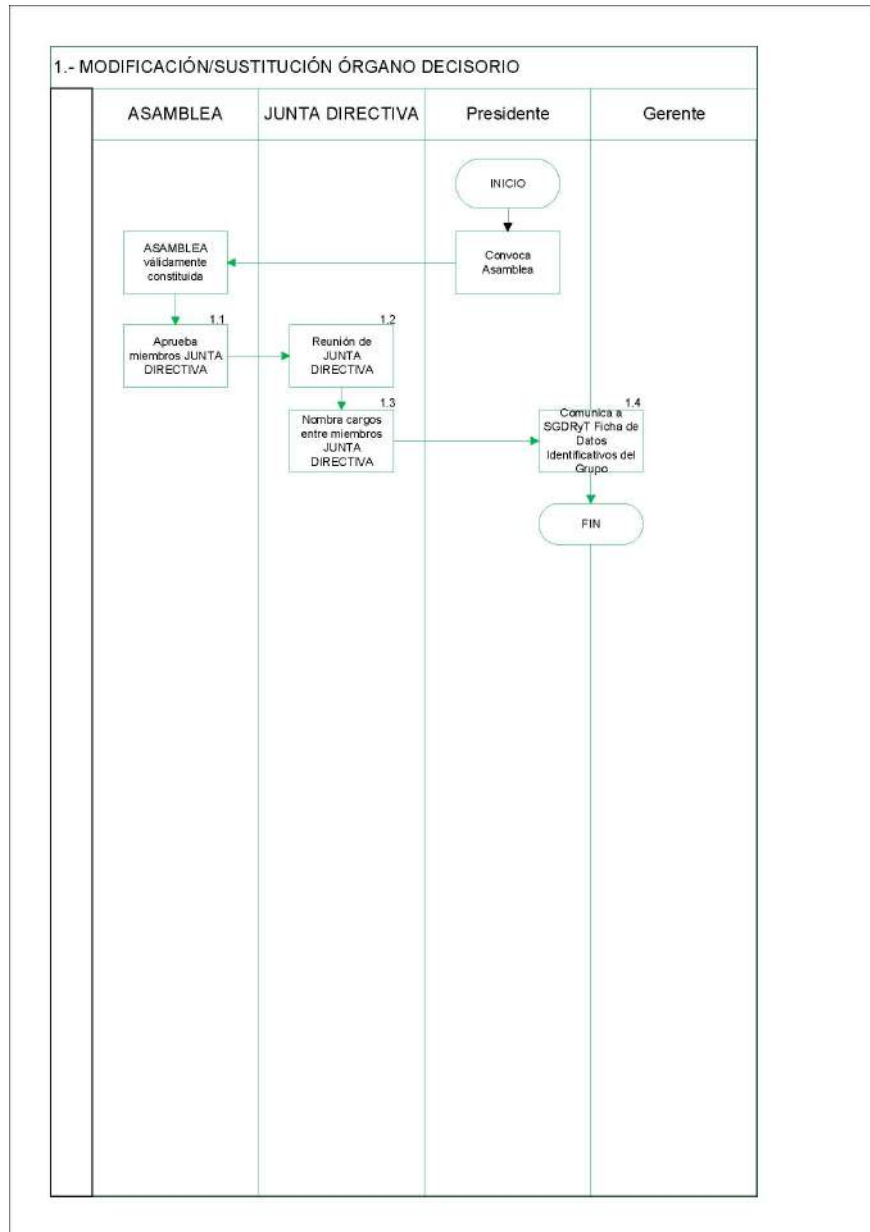 1.- MODIFICACIÓN/SUSTITUCIÓN ÓRGANO DECISORIO
ASAMBLEA
JUNTA DIRECTIVA
Presidente
Gerente
INICIO
Convoca
Asamblea
ASAMBLEA
válidamente
constituida
1.1
Aprueba
miembros JUNTA
DIRECTIVA
1.2
Reunión de
JUNTA
DIRECTIVA
1.3
Nombra cargos
entre miembros
JUNTA
DIRECTIVA
1.4
Comunica a
SGDRyT Ficha de
Datos
Identificativos del
Grupo
FIN